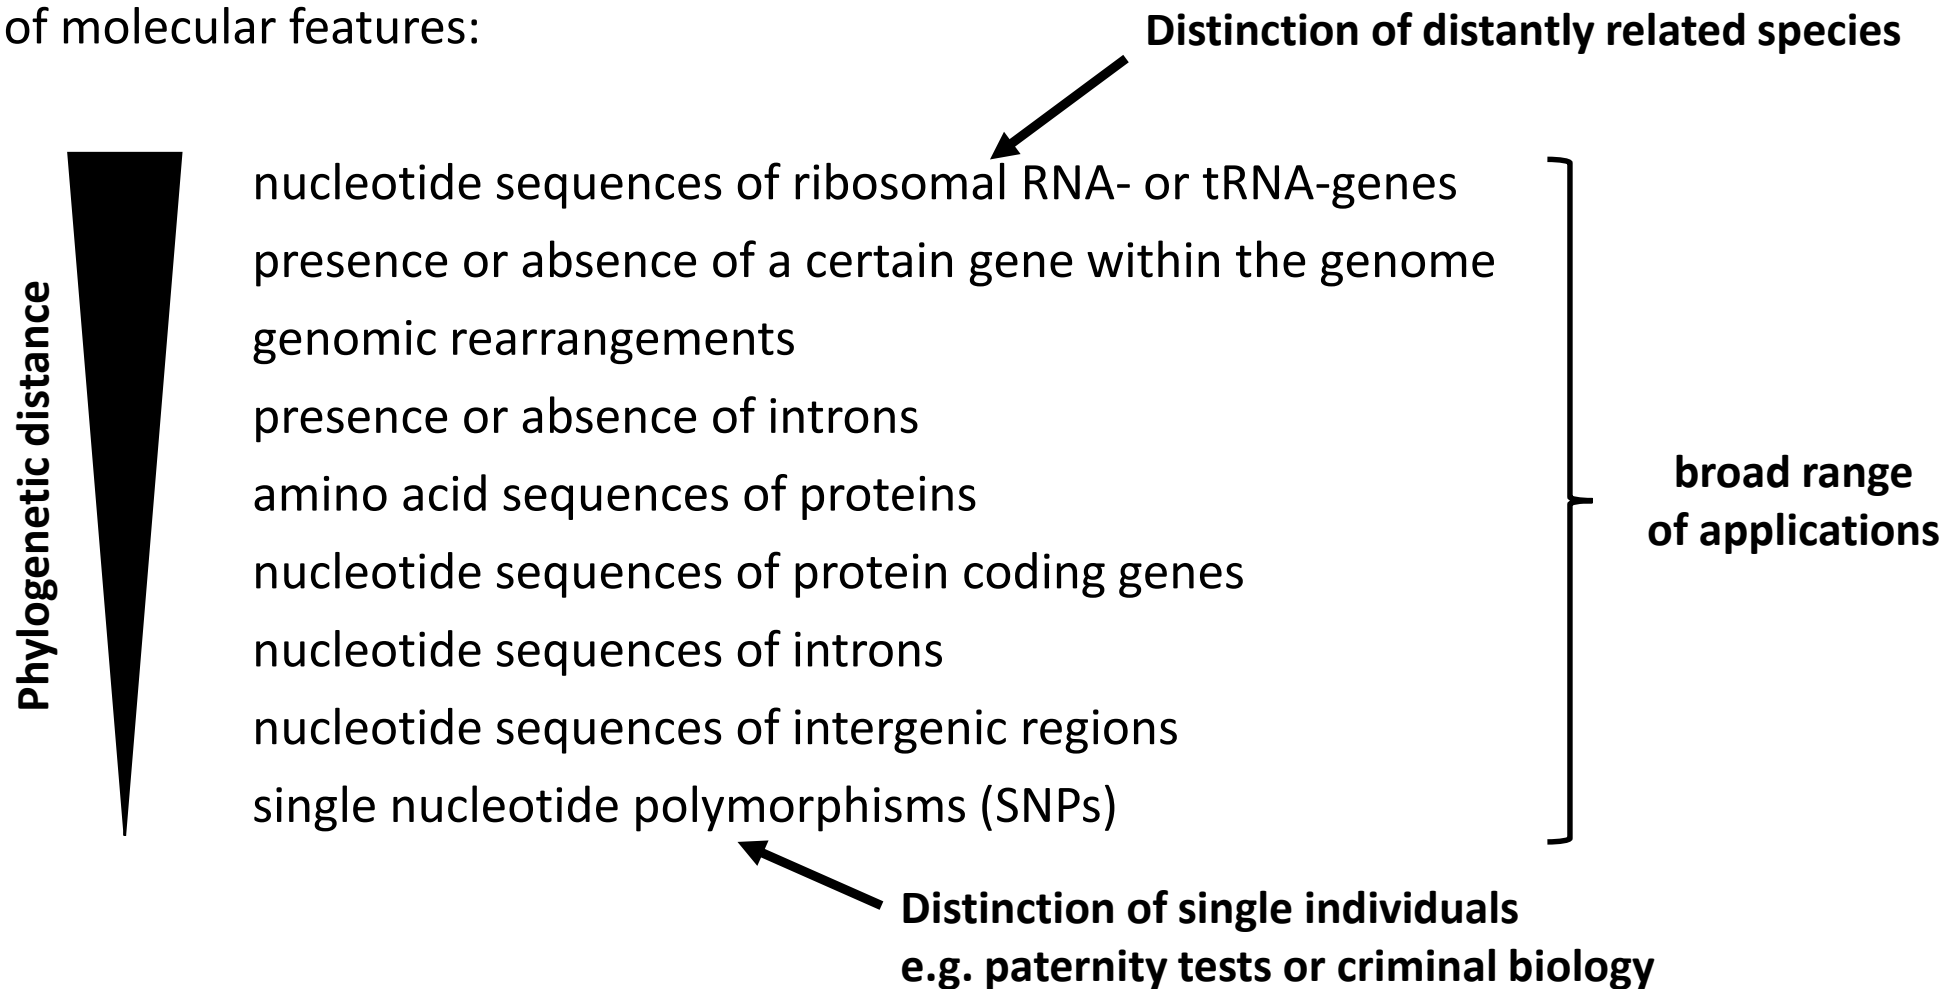 of molecular features:
Distinction of distantly related species
Phylogenetic distance
nucleotide sequences of ribosomal RNA- or tRNA-genes
presence or absence of a certain gene within the genome
genomic rearrangements
presence or absence of introns
amino acid sequences of proteins
nucleotide sequences of protein coding genes
nucleotide sequences of introns
nucleotide sequences of intergenic regions
single nucleotide polymorphisms (SNPs)
broad range
of applications
Distinction of single individuals
e.g. paternity tests or criminal biology